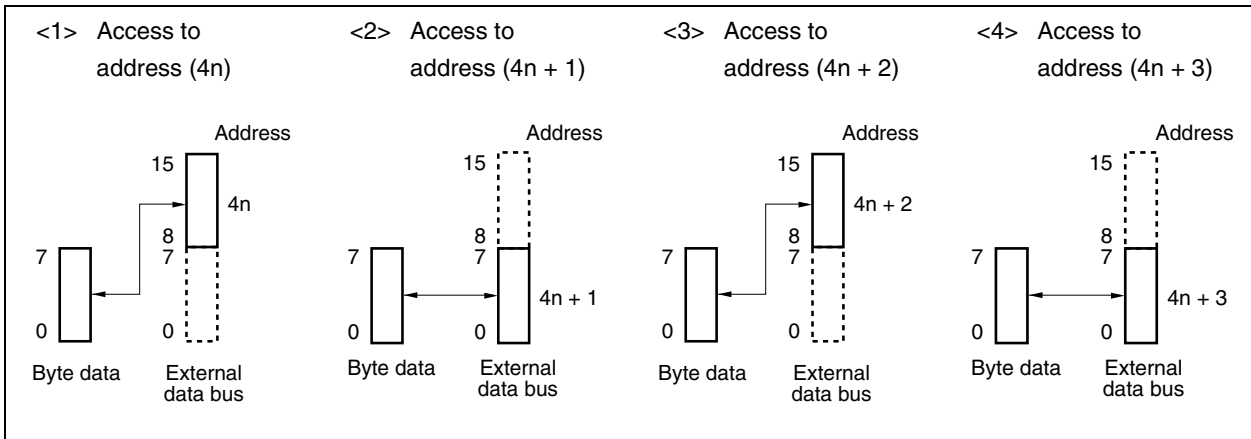 <1> Access to
address (4n)
Address
15
4n
8
7
7
0
0
Byte data
External
data bus
<2> Access to
address (4n + 1)
Address
15
8
7
7
4n + 1
0
0
Byte data
External
data bus
<3> Access to
address (4n + 2)
Address
15
4n + 2
8
7
7
0
0
Byte data
External
data bus
<4> Access to
address (4n + 3)
Address
15
8
7
7
4n + 3
0
0
Byte data
External
data bus